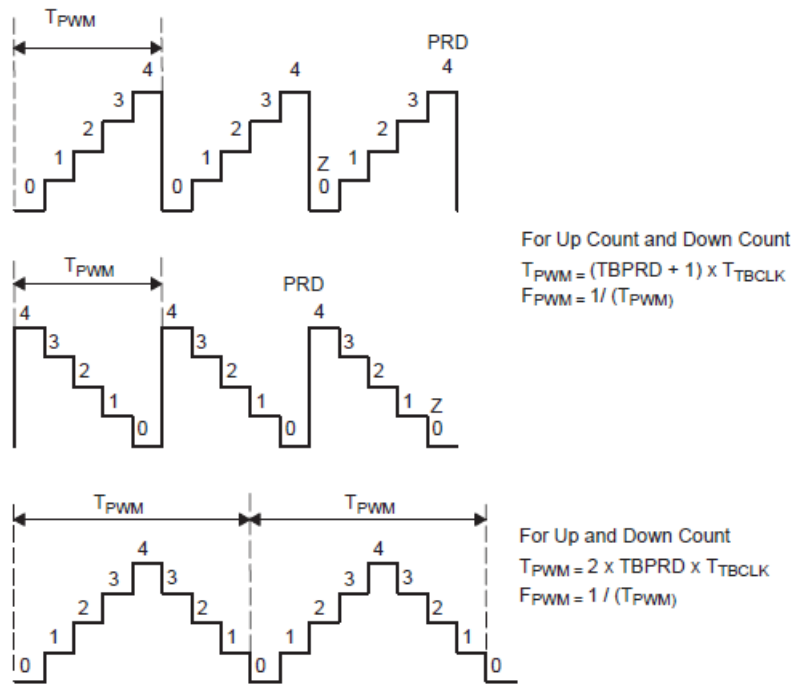 TPWM
PRD
4 4 4
3 3 3
2 2 2
1 1 Z 1
0 0 0
For Up Count and Down Count
TPWM = (TBPRD + 1) x TTBCLK
FPWM = 1/ (TPWM)
TPWM
PRD
4 4 4
3 3 3
2 2 2
1 1 1 Z
0 0 0
TPWM TPWM
For Up and Down Count
TPWM = 2 x TBPRD x TTBCLK
FPWM = 1 / (TPWM)
4 4
3 3 3 3
2 2 2 2
1 1 1 1
0 0 0